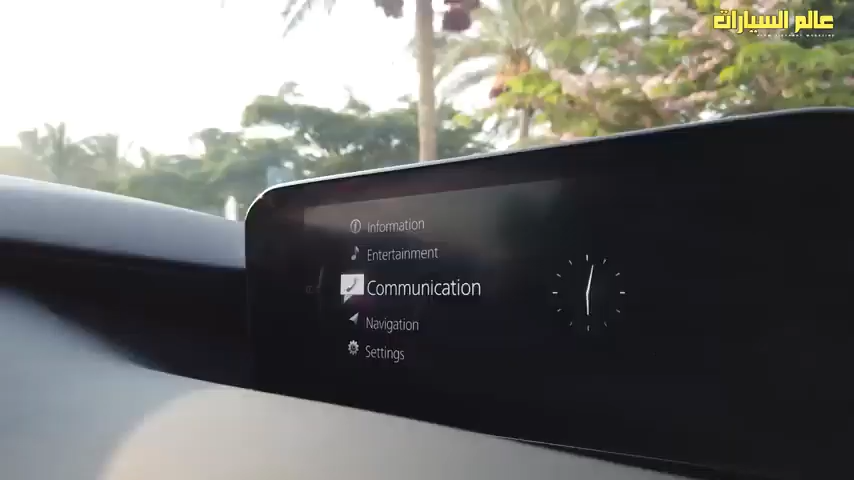 عالم السيارات
Information
Entertainment
Communication
Navigation
Settings